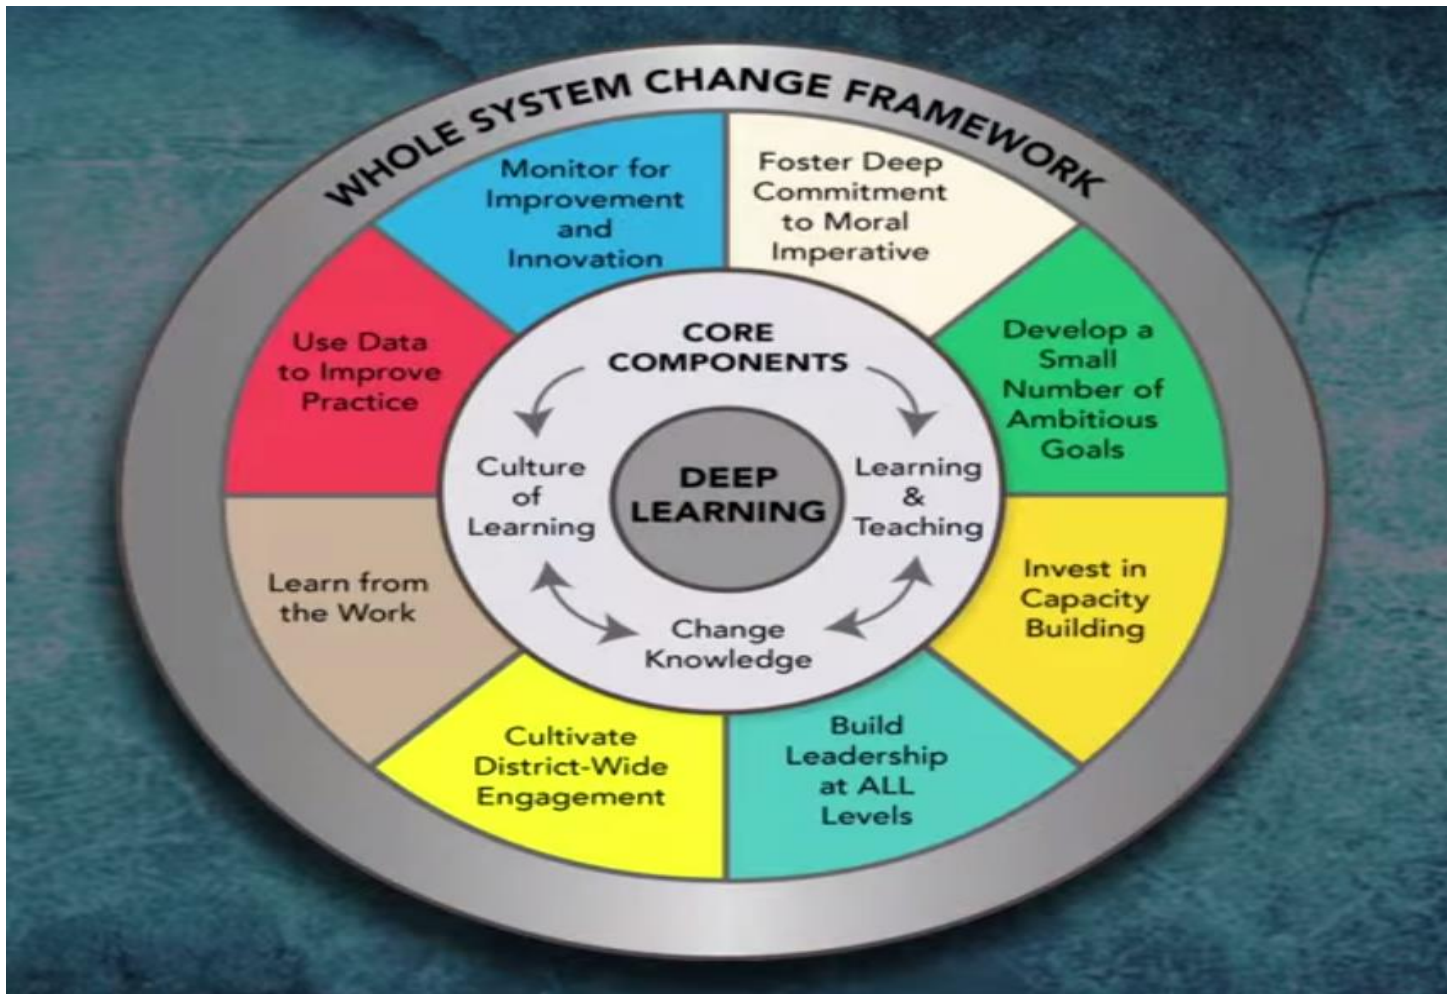 WHOLE SYSTEM CHANGE FRAMEWORK
Foster Deep
Commitment
to Moral
Imperative
Develop a
Small
Number of
Ambitious
Goals
Invest in
Capacity
Building
Build
Leadership
at ALL
Levels
Cultivate
District-Wide
Engagement
Learn from
the Work
Use Data
to Improve
Practice
Monitor for
Improvement
and
Innovation
CORE
COMPONENTS
Learning
&
Teaching
Change
Knowledge
Culture
of
Learning
DEEP
LEARNING